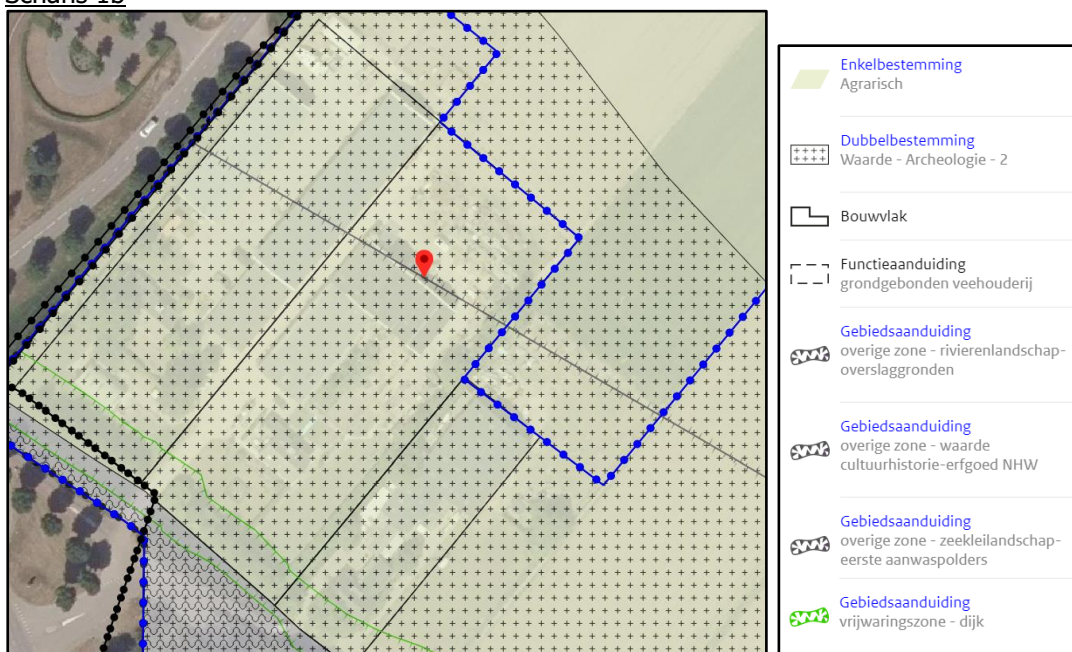 Schans 1b
Enkelbestemming
Agrarisch
Dubbelbestemming
Waarde - Archeologie - 2
Bouwvlak
Functieaanduiding
grondgebonden veehouderij
Gebiedsaanduiding
overige zone - rivierenlandschap-
overslaggronden
Gebiedsaanduiding
overige zone - waarde
cultuurhistorie-erfgoed NHW
Gebiedsaanduiding
overige zone - zeekleilandschap-
eerste aanwaspolders
Gebiedsaanduiding
vrijwaringszone - dijk